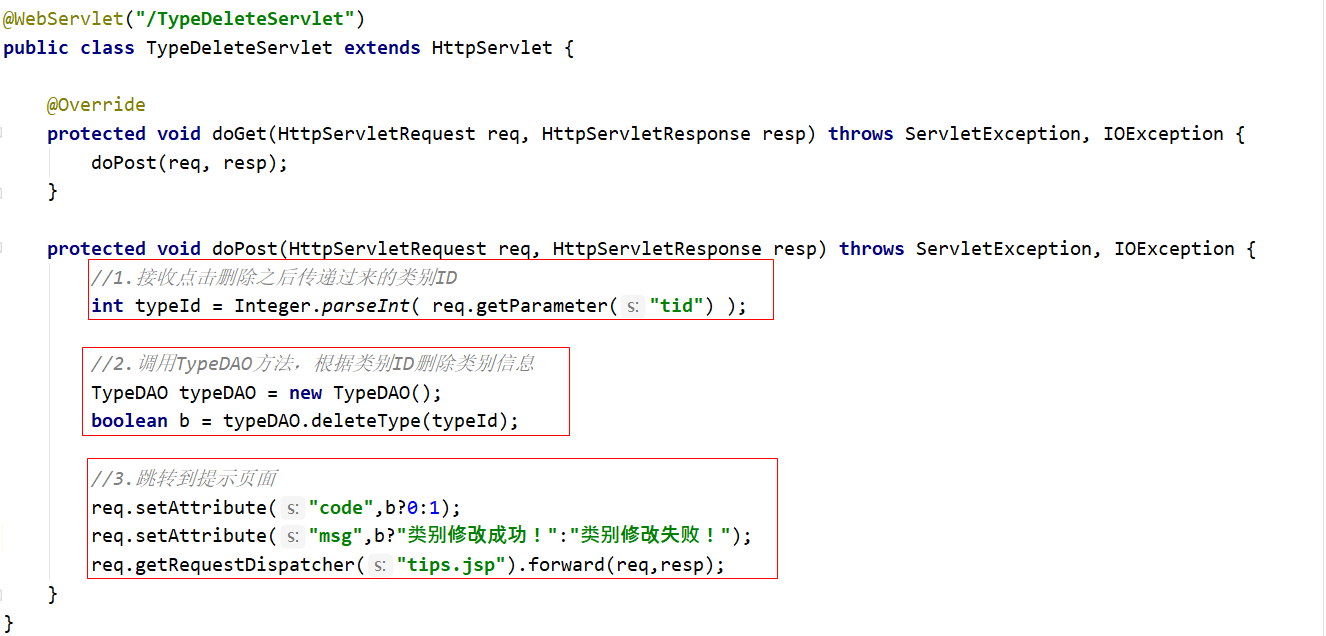 @WebServlet("/TypeDeleteServlet")
public class TypeDeleteServlet extends HttpServlet {
@Override
protected void doGet(HttpServletRequest req, HttpServletResponse resp) throws ServletException, IOException {
doPost(req, resp);
}
protected void doPost(HttpServletRequest req, HttpServletResponse resp) throws ServletException, IOException {
//1.接收点击删除之后传递过来的类别ID
int typeId = Integer.parseInt( req.getParameter( s: "tid") );
//2.调用TypeDAO方法，根据类别ID删除类别信息
TypeDAO typeDAO = new TypeDAO();
boolean b = typeDAO.deleteType(typeId);
//3.跳转到提示页面
req.setAttribute( s: "code",b?0:1);
req.setAttribute( s: "msg",b?"类别修改成功！":"类别修改失败！");
req.getRequestDispatcher( s: "tips.jsp").forward(req,resp);
}
}